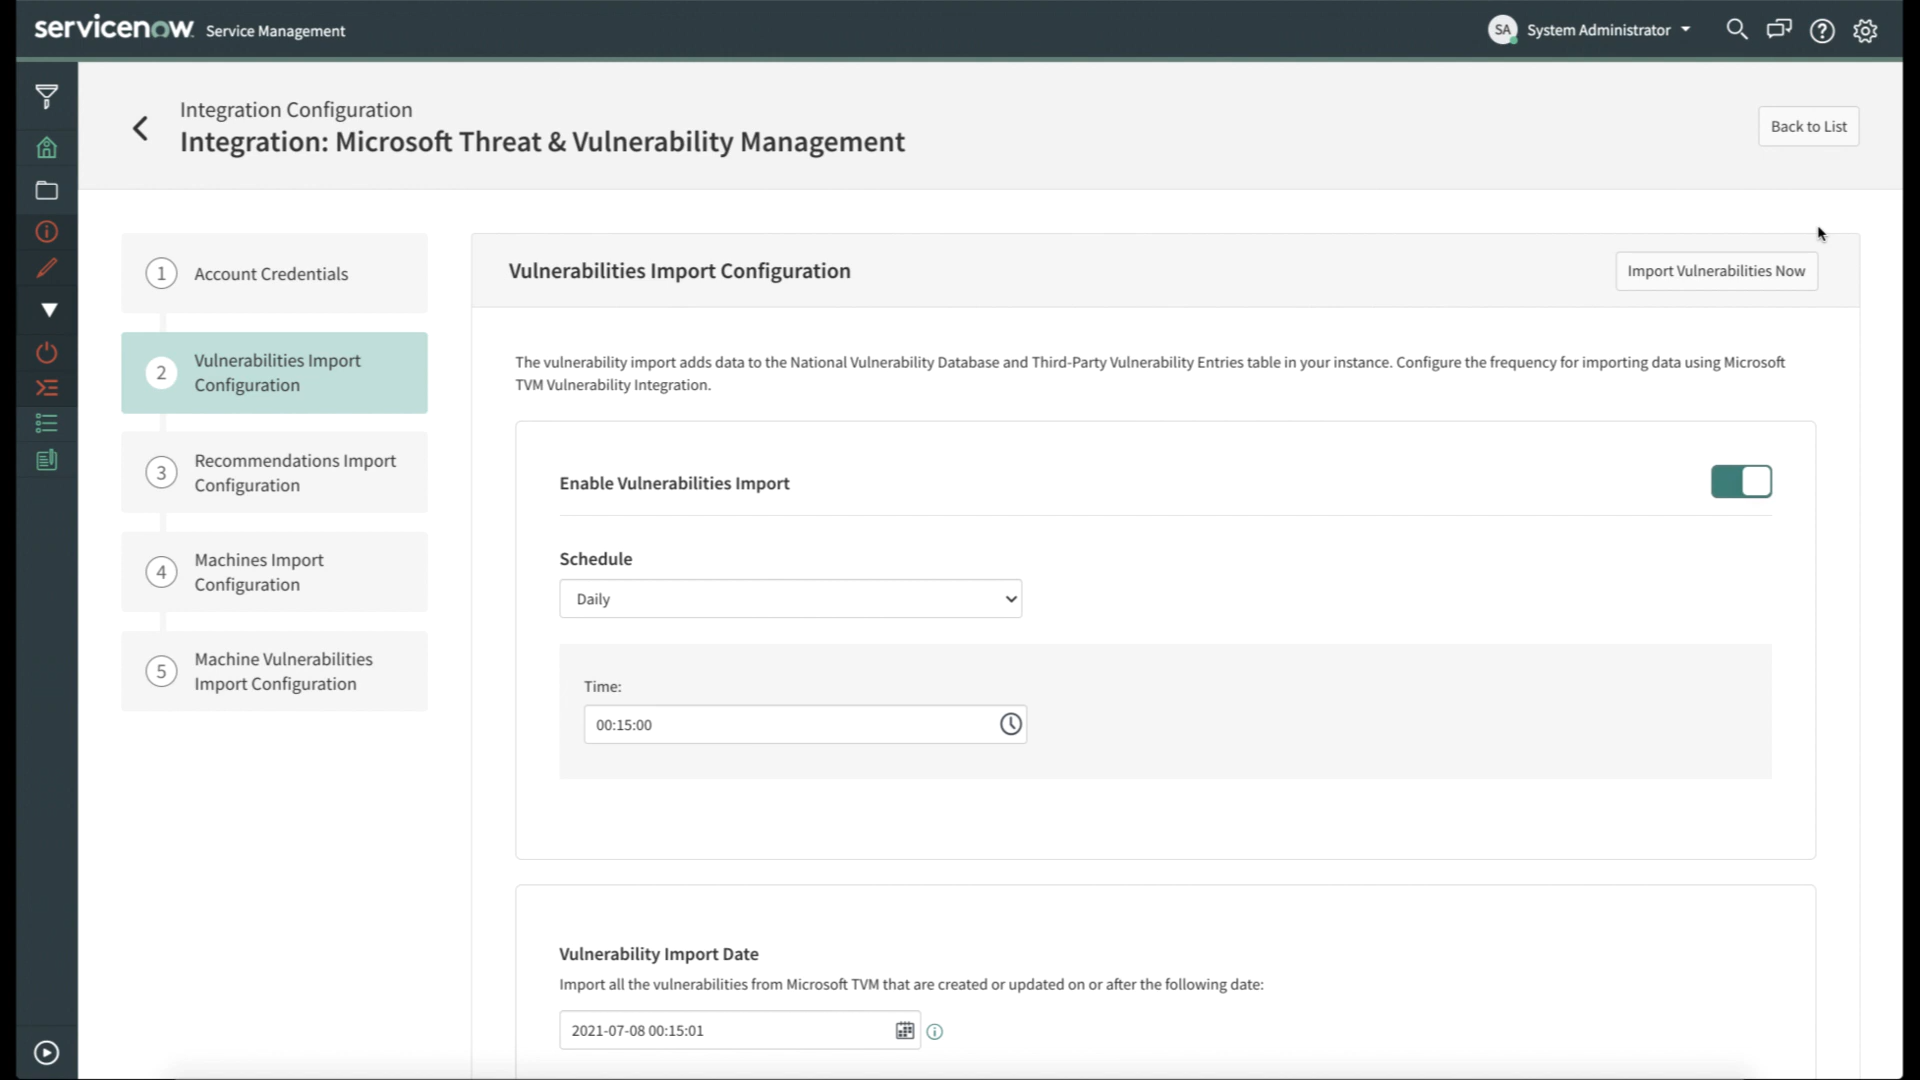 servicenow. Service Management
SA System Administrator
Integration Configuration
Integration: Microsoft Threat & Vulnerability Management
Back to List
1 Account Credentials
2 Vulnerabilities Import
Configuration
3 Recommendations Import
Configuration
4 Machines Import
Configuration
5 Machine Vulnerabilities
Import Configuration
Vulnerabilities Import Configuration
Import Vulnerabilities Now
The vulnerability import adds data to the National Vulnerability Database and Third-Party Vulnerability Entries table in your instance. Configure the frequency for importing data using Microsoft
TVM Vulnerability Integration.
Enable Vulnerabilities Import
Schedule
Daily
Time:
00:15:00
Vulnerability Import Date
Import all the vulnerabilities from Microsoft TVM that are created or updated on or after the following date:
2021-07-08 00:15:01